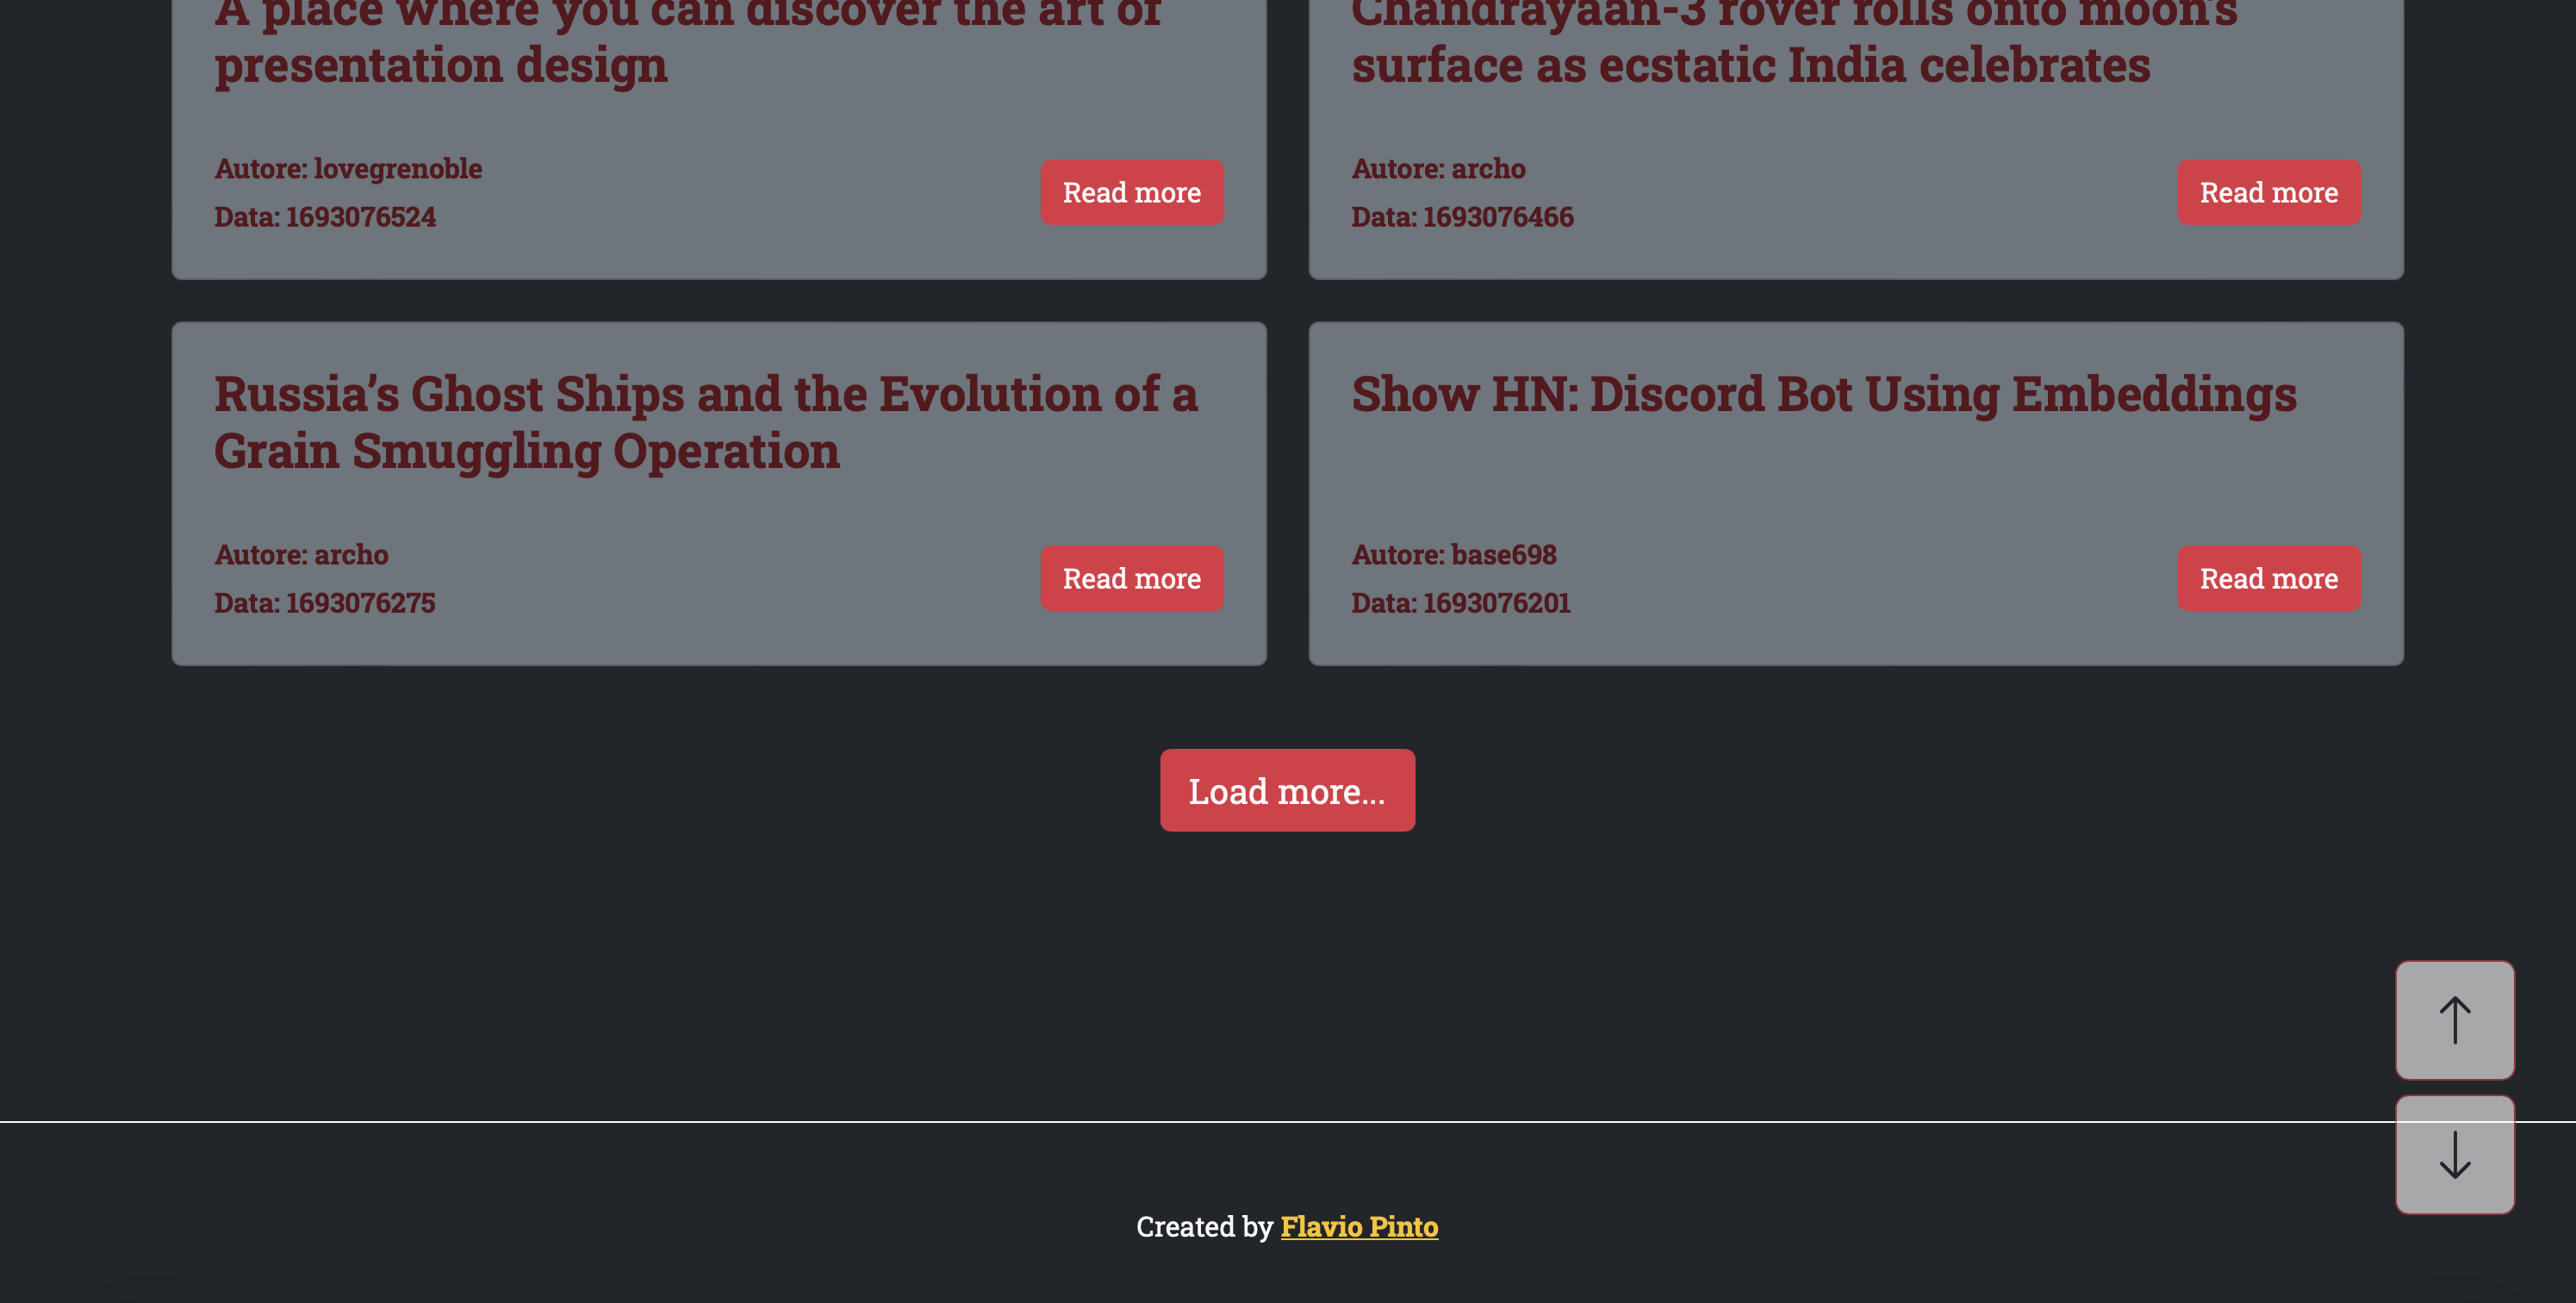 A place where you can discover the art of
presentation design
Autore: lovegrenoble
Data: 1693076524
Read more
Chandrayaan-3 rover rolls onto moon's
surface as ecstatic India celebrates
Autore: archo
Data: 1693076466
Read more
Russia’s Ghost Ships and the Evolution of a
Grain Smuggling Operation
Autore: archo
Data: 1693076275
Read more
Show HN: Discord Bot Using Embeddings
Autore: base698
Data: 1693076201
Read more
Load more...
Created by Flavio Pinto